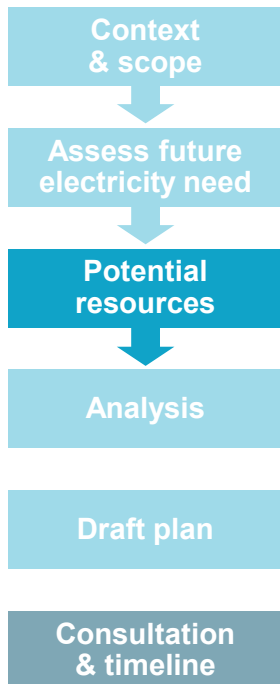 Context
& scope
Assess future
electricity need
Potential
resources
Analysis
Draft plan
Consultation
& timeline